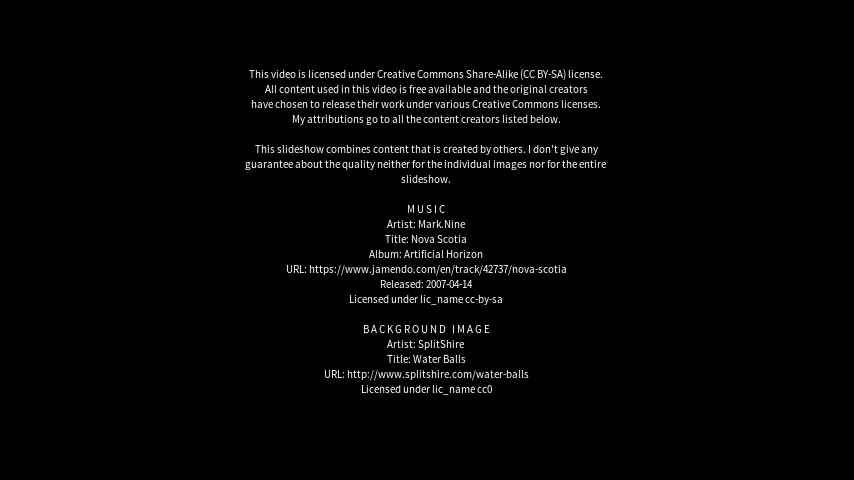 This video is licensed under Creative Commons Share-Alike (CC BY-SA) license.
All content used in this video is free available and the original creators
have chosen to release their work under various Creative Commons licenses.
My attributions go to all the content creators listed below.
This slideshow combines content that is created by others. I don't give any
guarantee about the quality neither for the individual images nor for the entire
slideshow.
MUSIC
Artist: Mark.Nine
Title: Nova Scotia
Album: Artificial Horizon
URL: https://www.jamendo.com/en/track/42737/nova-scotia
Released: 2007-04-14
Licensed under lic_name cc-by-sa
BACKGROUND IMAGE
Artist: SplitShire
Title: Water Balls
URL: http://www.splitshire.com/water-balls
Licensed under lic_name cc0